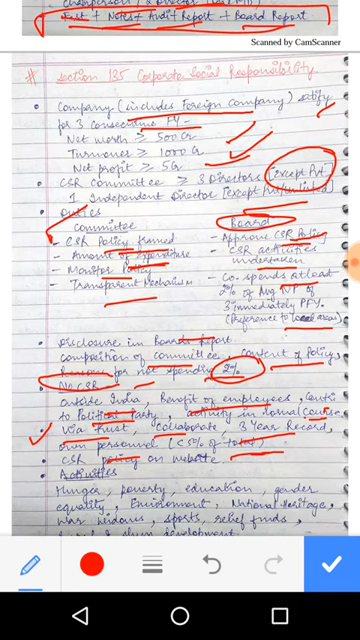 Fast + Notes + Audit Report + Board Report
Scanned by CamScanner
# Section 135 Corporate Social Responsibility
• Company (includes Foreign Company) satisfy
for 3 consecutive FY -
Net worth ≥ 500 Cr
Turnover ≥ 1000 Cr
Net profit ≥ 5 Cr
• CSR committee ≥ 3 Directors [Except Pvt.
1 Independent Director [Except Pvt/unlisted]
• Duties
Committee
- CSR Policy framed
- Amount of expenditure
- Monitor Policy
- Transparent Mechanism
Board
- Approve CSR Policy
CSR activities
undertaken
- Co. spends at least
2% of Avg NP of
3 immediately PFY.
(Preference to local areas)
Disclosure in Board Report
composition of committee, Content of Policy,
Reason for not spending 2%
No CSR
outside India, Benefit of employees, Conti
to Political Party, activity in normal course
• Via Trust, collaborate 3 Year Record,
own personnel (<5% of total)
• CSR policy on website
• Activities
Hunger, poverty, education, gender
equality, Environment, National Heritage,
War Widows, sports, relief funds,
development